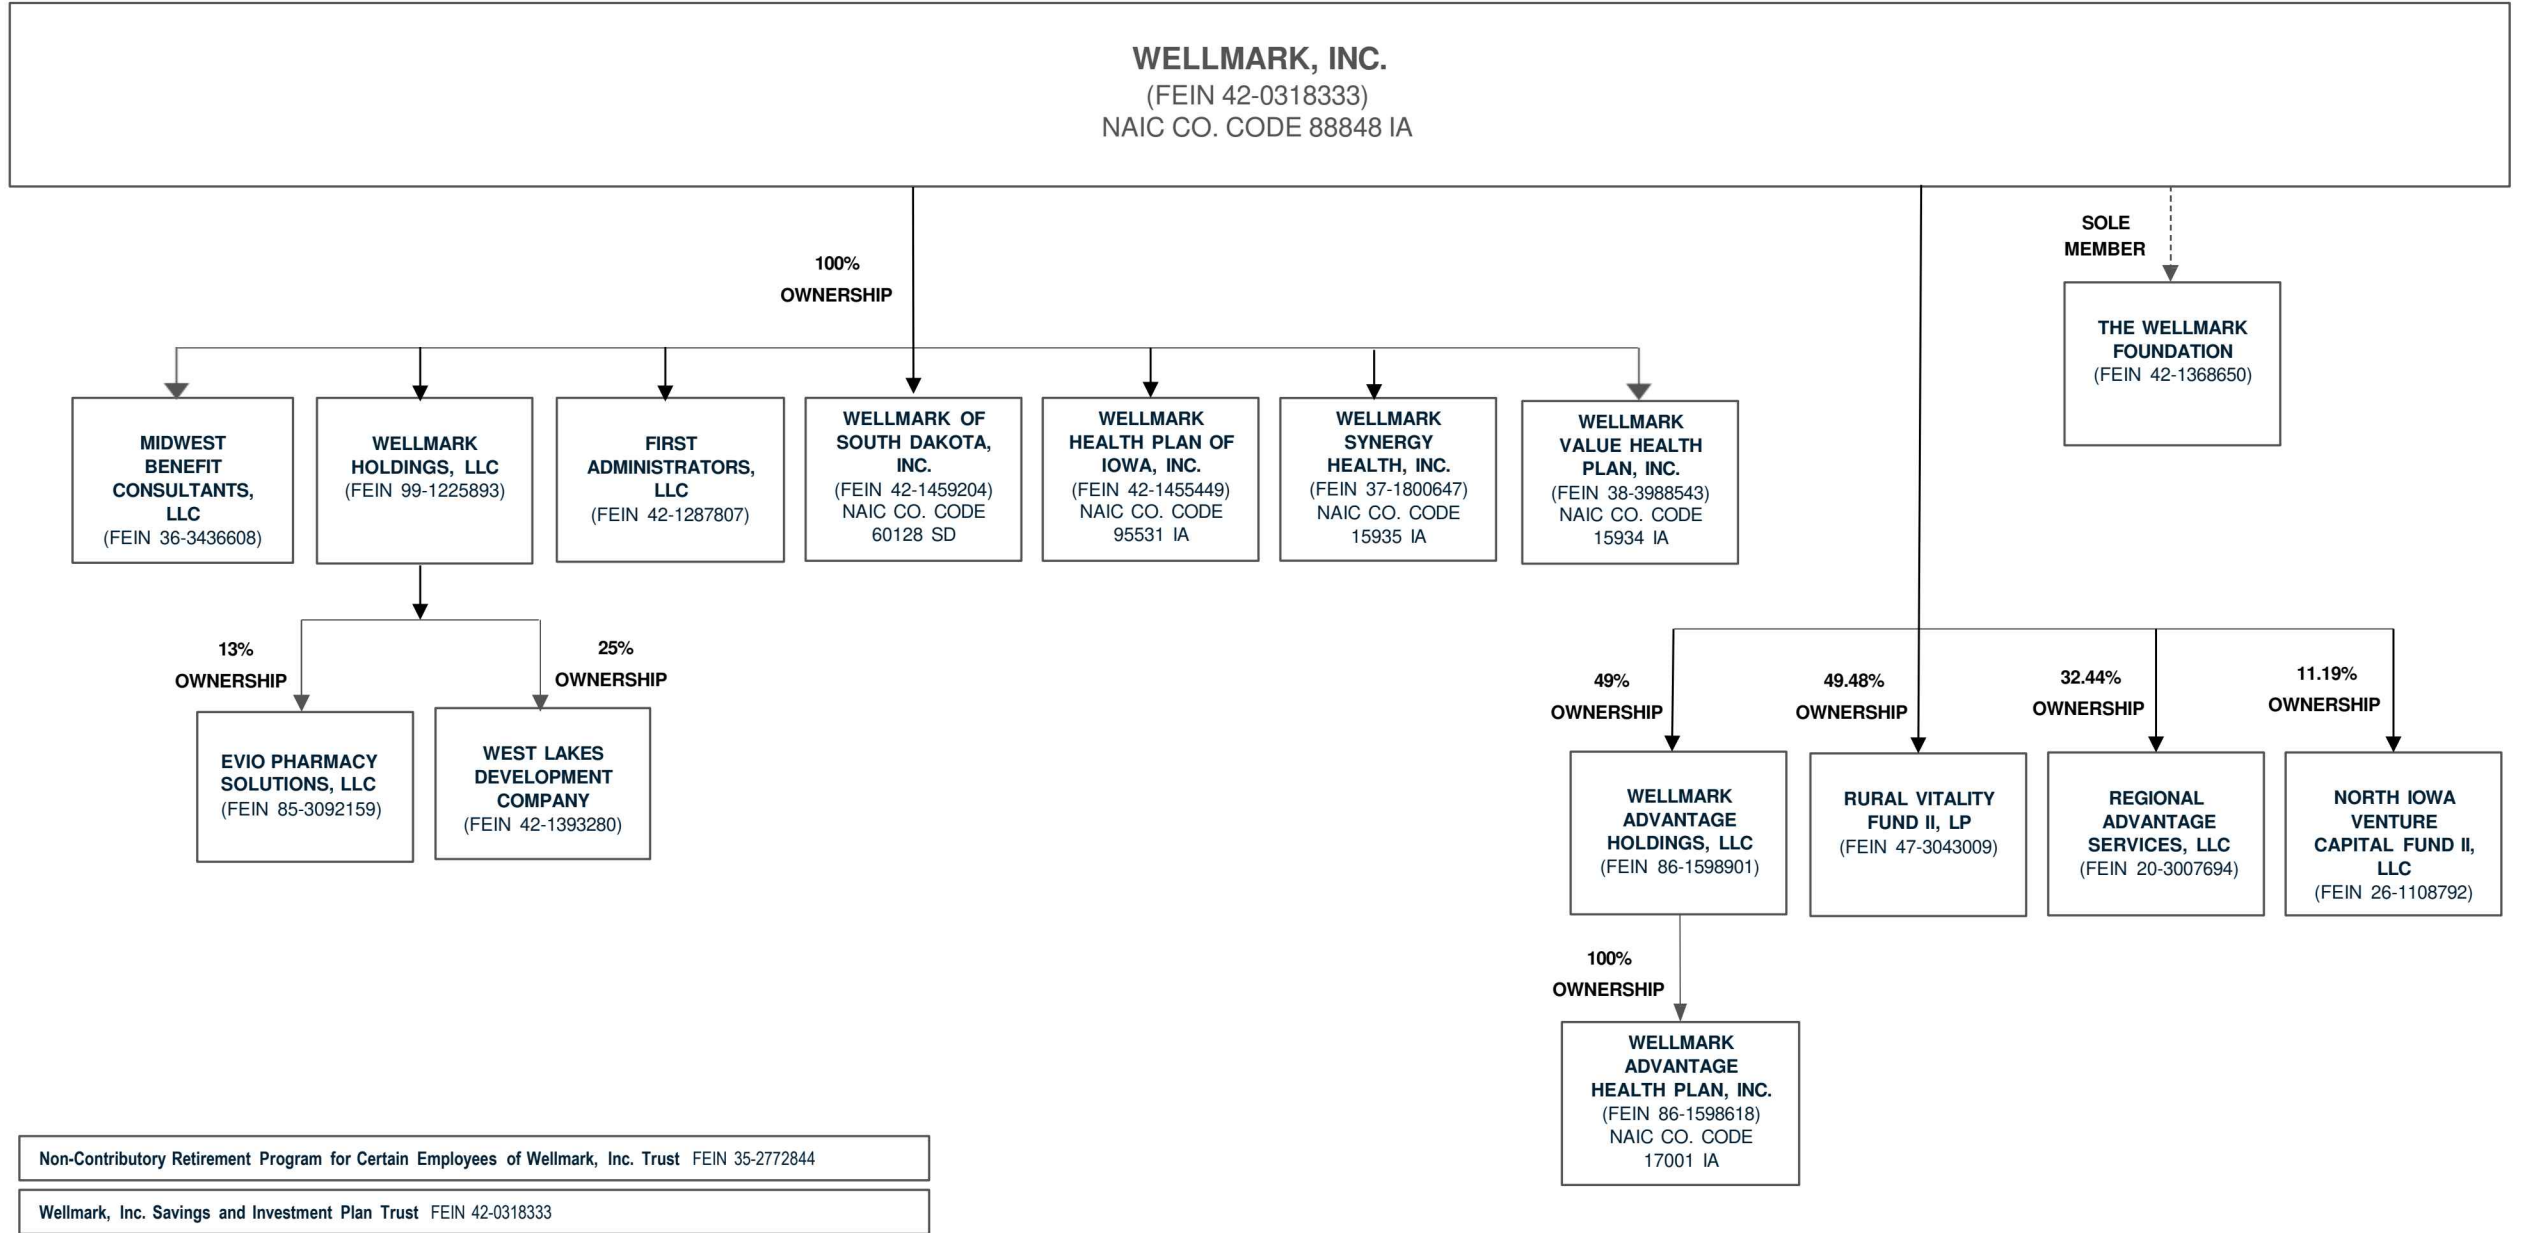 WELLMARK, INC.
(FEIN 42-0318333)
NAIC CO. CODE 88848 IA
SOLE
MEMBER
100%
OWNERSHIP
THE WELLMARK
FOUNDATION
(FEIN 42-1368650)
MIDWEST
BENEFIT
CONSULTANTS,
LLC
(FEIN 36-3436608)
WELLMARK
HOLDINGS, LLC
(FEIN 99-1225893)
FIRST
ADMINISTRATORS,
LLC
(FEIN 42-1287807)
WELLMARK OF
SOUTH DAKOTA,
INC.
(FEIN 42-1459204)
NAIC CO. CODE
60128 SD
WELLMARK
HEALTH PLAN OF
IOWA, INC.
(FEIN 42-1455449)
NAIC CO. CODE
95531 IA
WELLMARK
SYNERGY
HEALTH, INC.
(FEIN 37-1800647)
NAIC CO. CODE
15935 IA
WELLMARK
VALUE HEALTH
PLAN, INC.
(FEIN 38-3988543)
NAIC CO. CODE
15934 IA
13%
OWNERSHIP
25%
OWNERSHIP
EVIO PHARMACY
SOLUTIONS, LLC
(FEIN 85-3092159)
WEST LAKES
DEVELOPMENT
COMPANY
(FEIN 42-1393280)
49%
OWNERSHIP
49.48%
OWNERSHIP
32.44%
OWNERSHIP
11.19%
OWNERSHIP
WELLMARK
ADVANTAGE
HOLDINGS, LLC
(FEIN 86-1598901)
RURAL VITALITY
FUND II, LP
(FEIN 47-3043009)
REGIONAL
ADVANTAGE
SERVICES, LLC
(FEIN 20-3007694)
NORTH IOWA
VENTURE
CAPITAL FUND II,
LLC
(FEIN 26-1108792)
100%
OWNERSHIP
WELLMARK
ADVANTAGE
HEALTH PLAN, INC.
(FEIN 86-1598618)
NAIC CO. CODE
17001 IA
Non-Contributory Retirement Program for Certain Employees of Wellmark, Inc. Trust FEIN 35-2772844
Wellmark, Inc. Savings and Investment Plan Trust FEIN 42-0318333